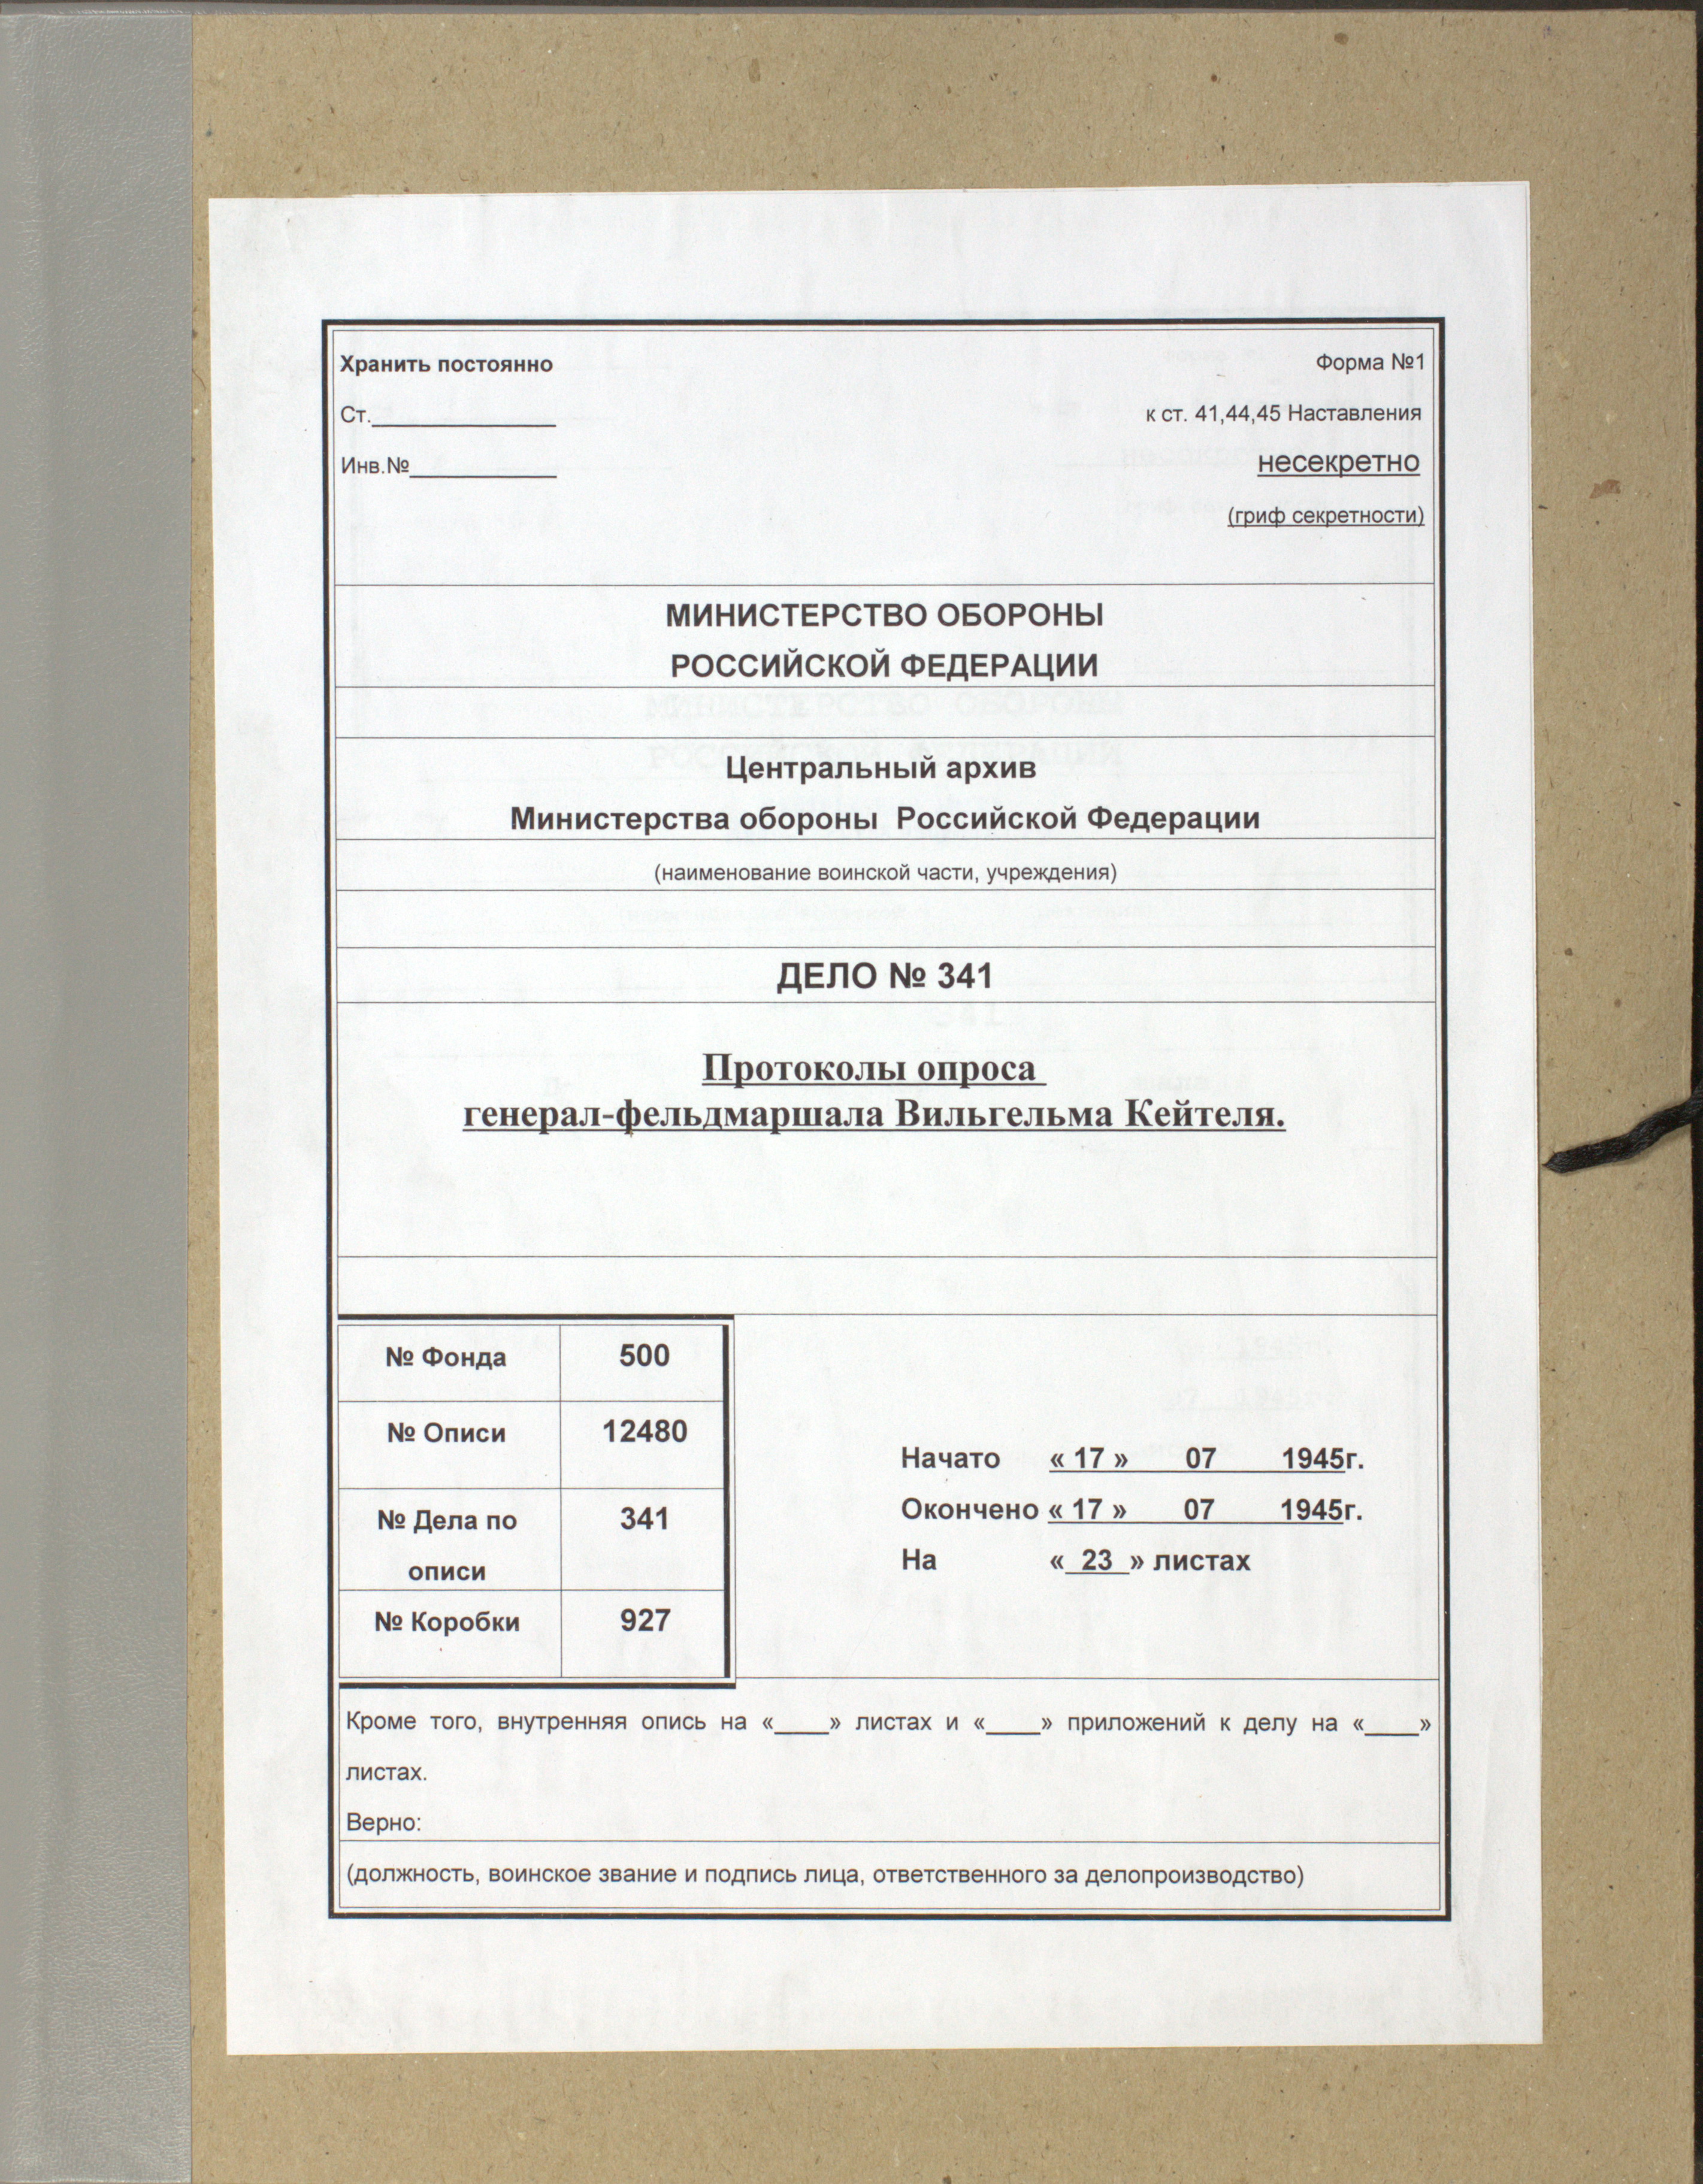 Хранить постоянно
Форма №1
Ст.______________
к ст. 41,44,45 Наставления
Инв.№___________
несекретно
(гриф секретности)
МИНИСТЕРСТВО ОБОРОНЫ
РОССИЙСКОЙ ФЕДЕРАЦИИ
Центральный архив
Министерства обороны Российской Федерации
(наименование воинской части, учреждения)
ДЕЛО № 341
Протоколы опроса
генерал-фельдмаршала Вильгельма Кейтеля.
№ Фонда 500
№ Описи 12480
№ Дела по описи 341
№ Коробки 927
Начато « 17 » 07 1945г.
Окончено « 17 » 07 1945г.
На « 23 » листах
Кроме того, внутренняя опись на «____» листах и «____» приложений к делу на «____»
листах.
Верно:
(должность, воинское звание и подпись лица, ответственного за делопроизводство)